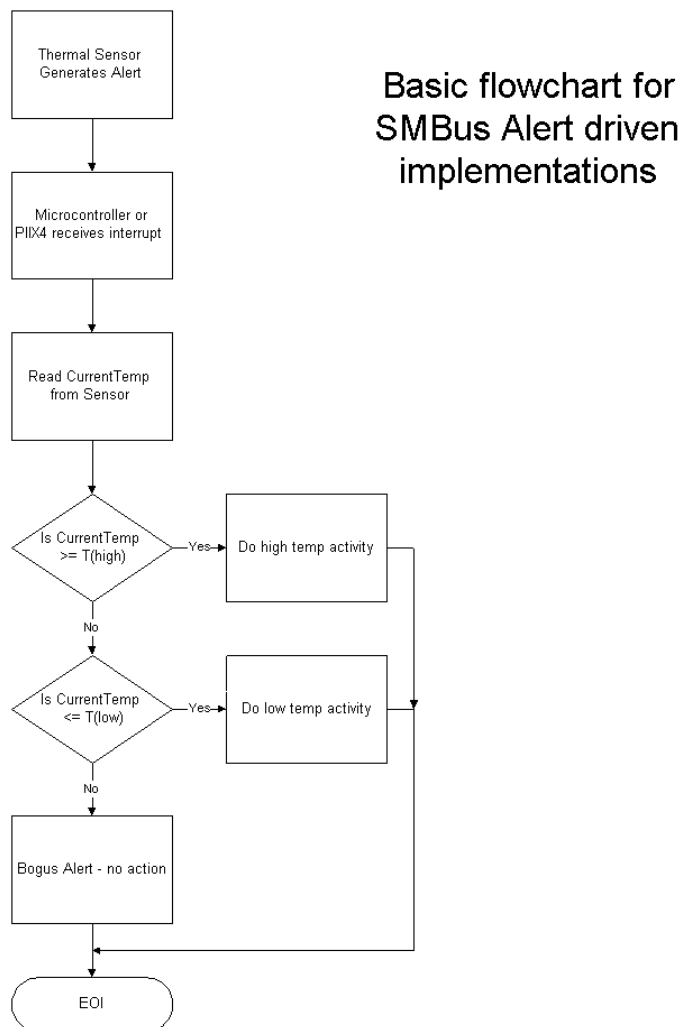 Basic flowchart for
SMBus Alert driven
implementations
Thermal Sensor
Generates Alert
Microcontroller or
PIIX4 receives interrupt
Read CurrentTemp
from Sensor
Is CurrentTemp
>= T(high)
Yes
Do high temp activity
No
Is CurrentTemp
<= T(low)
Yes
Do low temp activity
No
Bogus Alert - no action
EOI